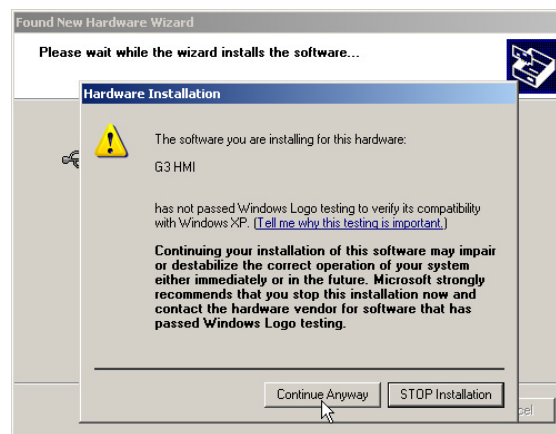 Found New Hardware Wizard
Please wait while the wizard installs the software...
Hardware Installation
The software you are installing for this hardware:
G3 HMI
has not passed Windows Logo testing to verify its compatibility
with Windows XP. (Tell me why this testing is important.)
Continuing your installation of this software may impair
or destabilize the correct operation of your system
either immediately or in the future. Microsoft strongly
recommends that you stop this installation now and
contact the hardware vendor for software that has
passed Windows Logo testing.
Continue Anyway STOP Installation